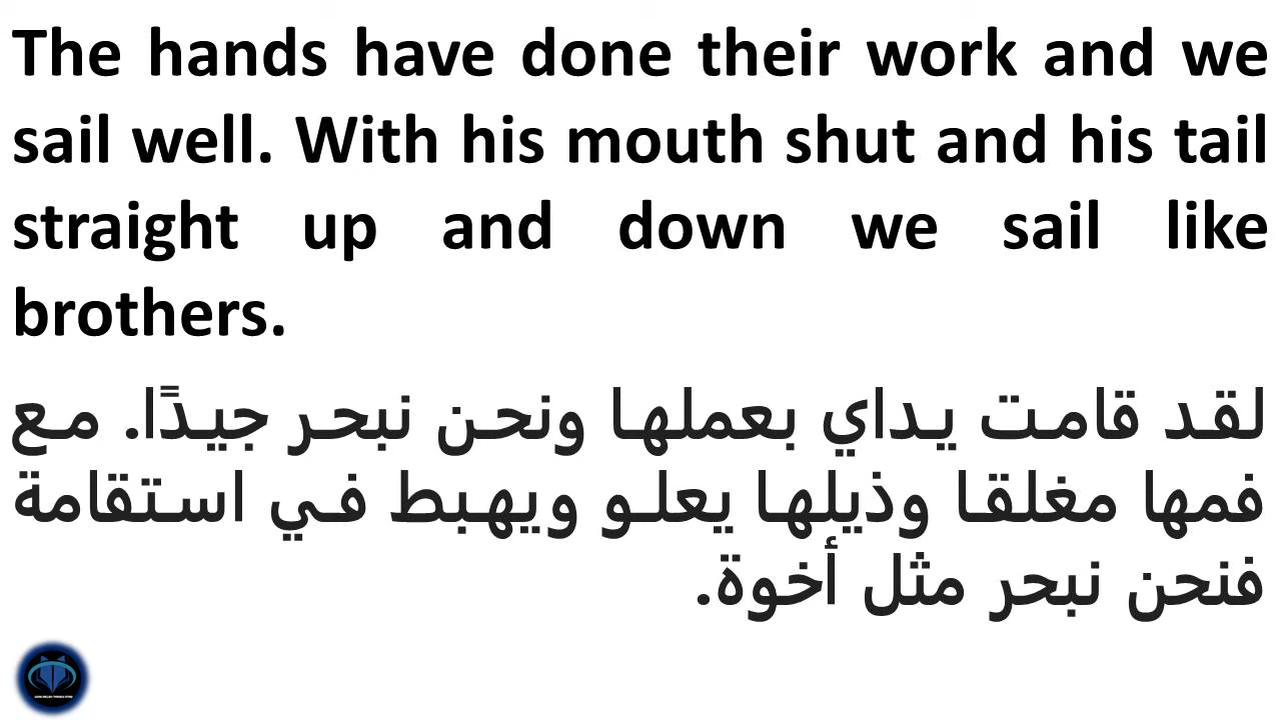 The hands have done their work and we
sail well. With his mouth shut and his tail
straight up and down we sail like
brothers.
لقد قامت يداي بعملها ونحن نبحر جيدًا. مع
فمها مغلقا وذيلها يعلو ويهبط في استقامة
فنحن نبحر مثل أخوة.